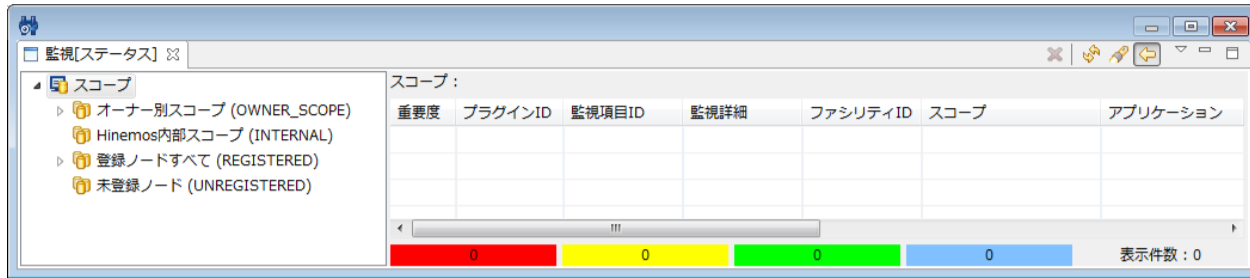 監視[ステータス]
スコープ
オーナー別スコープ (OWNER_SCOPE)
Hinemos内部スコープ (INTERNAL)
登録ノードすべて (REGISTERED)
未登録ノード (UNREGISTERED)
スコープ :
重要度 プラグインID 監視項目ID 監視詳細 ファシリティID スコープ アプリケーション
0 0 0 0 表示件数 : 0